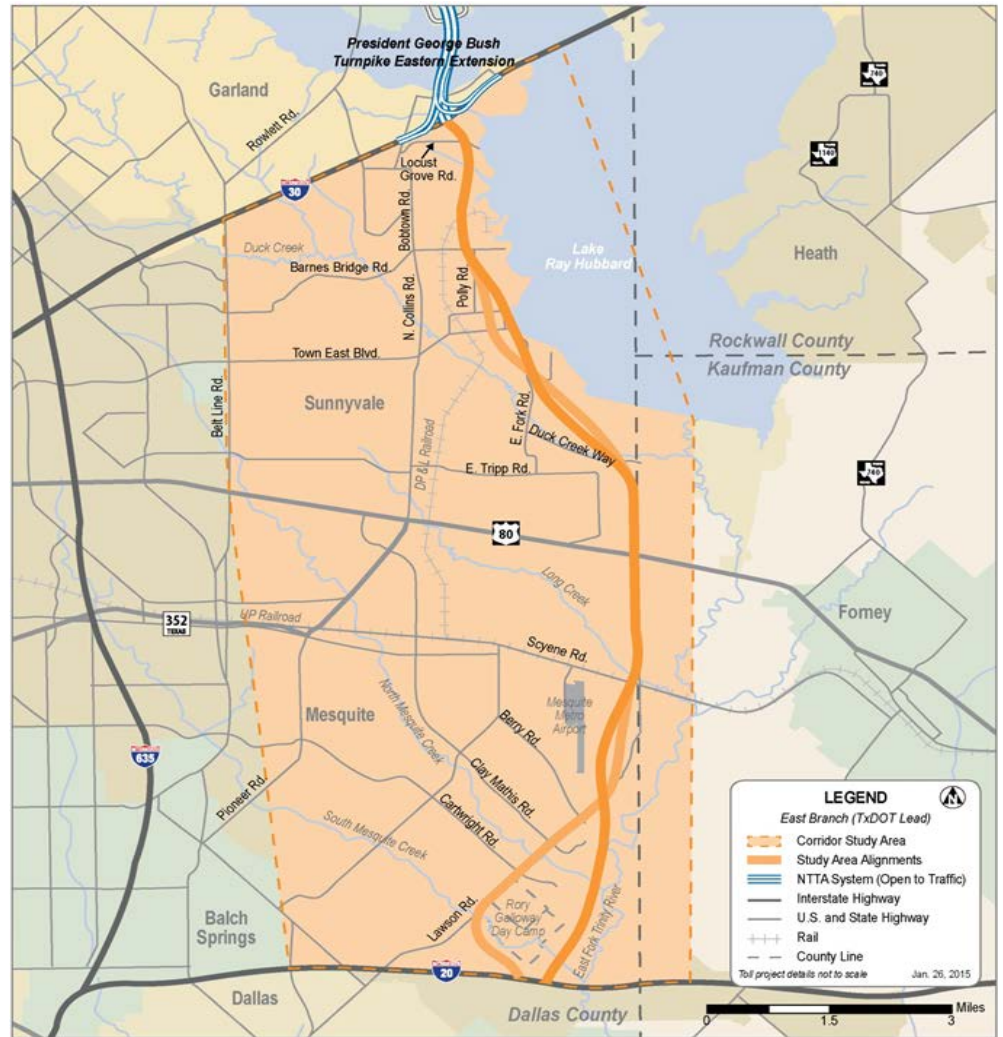 President George Bush
Turnpike Eastern Extension
Garland
Rowlett Rd.
Locust
Grove Rd.
30
Bobtown Rd.
Duck Creek
Barnes Bridge Rd.
N. Collins Rd.
Polly Rd.
Lake
Ray Hubbard
740
1140
Heath
Rockwall County
Kaufman County
Town East Blvd.
Belt Line Rd.
Sunnyvale
DP&L Railroad
E. Fork Rd.
Duck Creek Way
E. Tripp Rd.
740
80
Long Creek
Forney
352
TEXAS
UP Railroad
Scyene Rd.
Mesquite
Metro
Airport
Mesquite
North Mesquite Creek
Berry Rd.
Clay Mathis Rd.
Cartwright Rd.
635
Pioneer Rd.
South Mesquite Creek
Lawson Rd.
Rory
Galloway
Day Camp
East Fork Trinity River
Balch
Springs
20
Dallas
Dallas County
LEGEND
East Branch (TxDOT Lead)
Corridor Study Area
Study Area Alignments
NTTA System (Open to Traffic)
Interstate Highway
U.S. and State Highway
Rail
County Line
Toll project details not to scale
Jan. 26, 2015
Miles
0
1.5
3